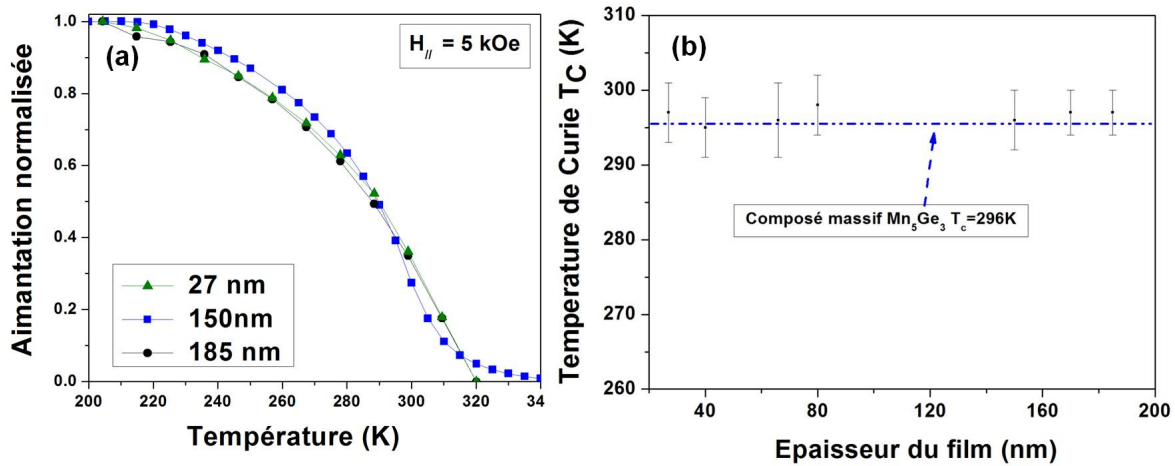 (a)
H// = 5 kOe
Aimantation normalisée
1.0
0.8
0.6
0.4
0.2
0.0
27 nm
150nm
185 nm
200 220 240 260 280 300 320 34
Température (K)
(b)
Temperature de Curie TC (K)
310
300
290
280
270
260
Composé massif Mn5Ge3 Tc=296K
40 80 120 160 200
Epaisseur du film (nm)